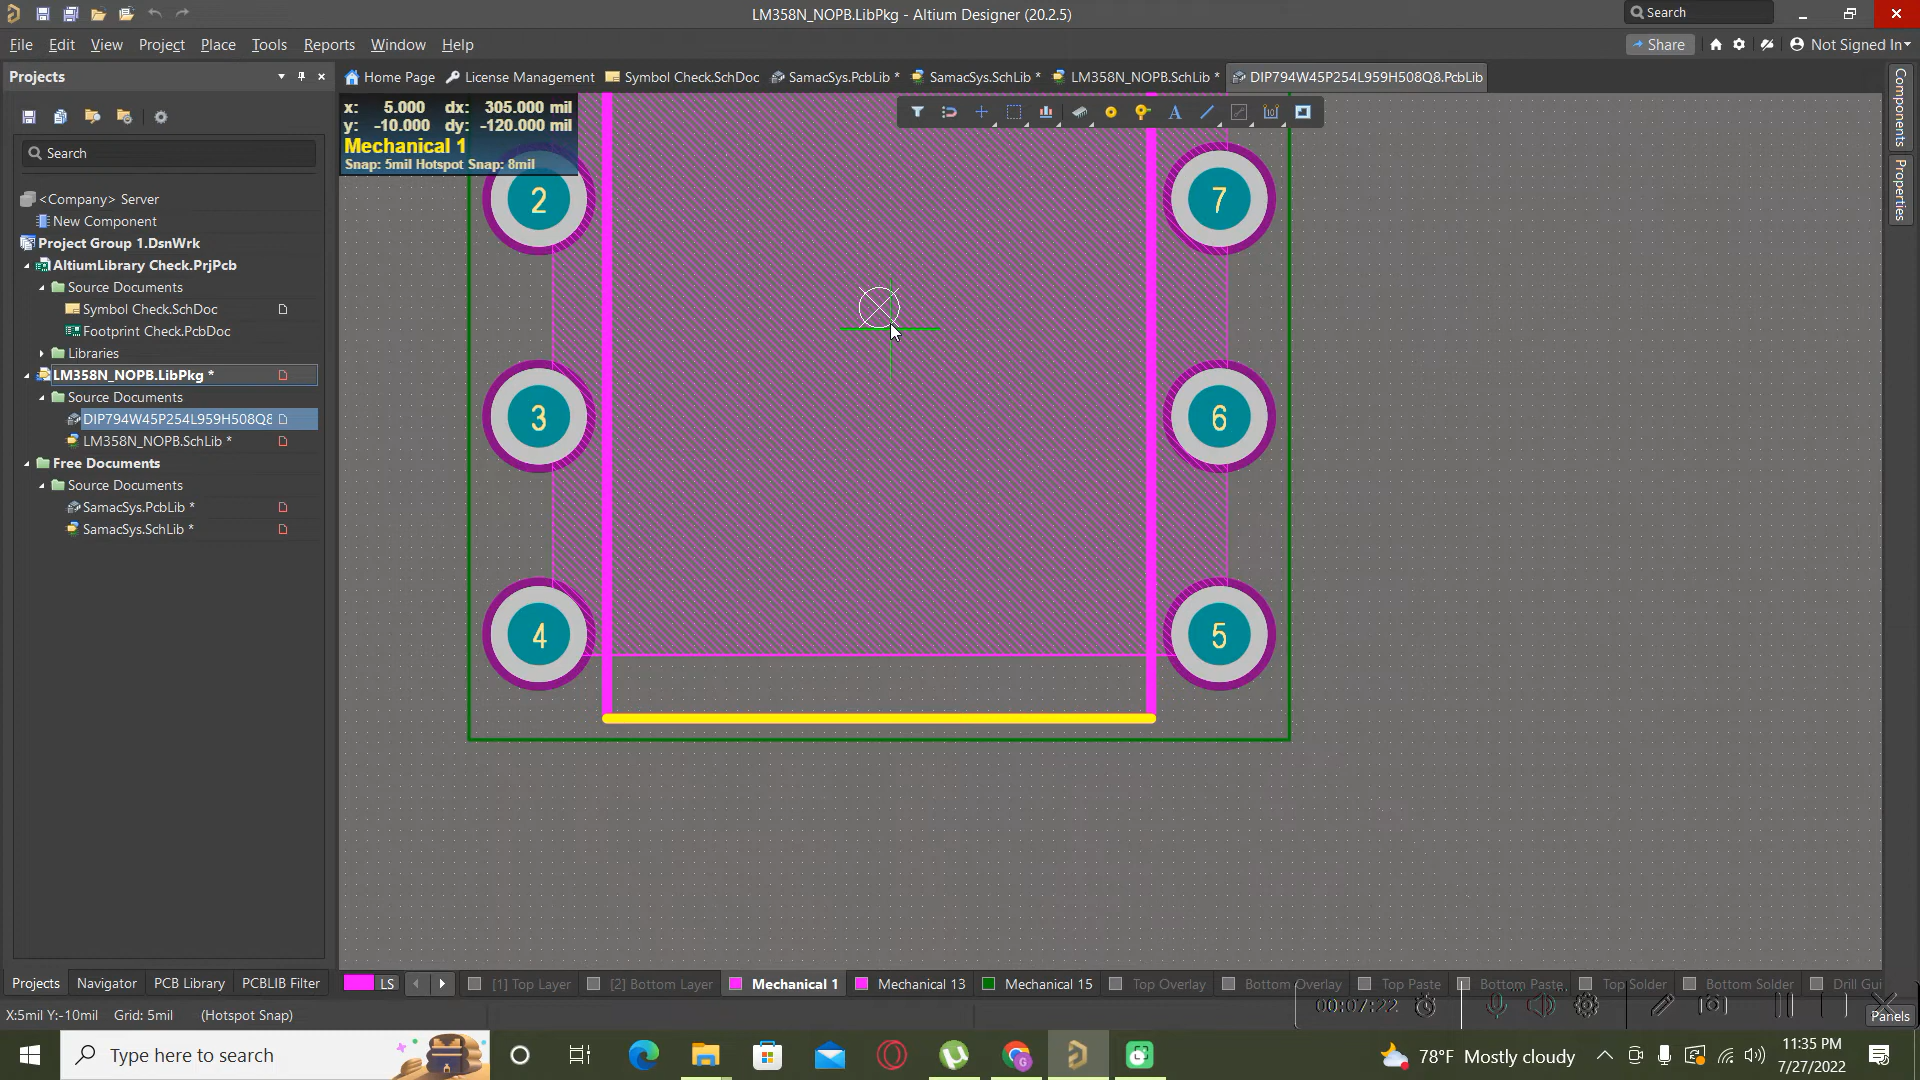 LM358N_NOPB.LibPkg - Altium Designer (20.2.5)
Search
File Edit View Project Place Tools Reports Window Help
Share
Not Signed In
Projects
Home Page
License Management
Symbol Check.SchDoc
SamacSys.PcbLib *
SamacSys.SchLib *
LM358N_NOPB.SchLib *
DIP794W45P254L959H508Q8.PcbLib
x: 5.000 dx: 305.000 mil
y: -10.000 dy: -120.000 mil
Mechanical 1
Snap: 5mil Hotspot Snap: 8mil
Components
Properties
Search
<Company> Server
New Component
Project Group 1.DsnWrk
AltiumLibrary Check.PrjPcb
Source Documents
Symbol Check.SchDoc
Footprint Check.PcbDoc
Libraries
LM358N_NOPB.LibPkg *
Source Documents
DIP794W45P254L959H508Q8
LM358N_NOPB.SchLib *
Free Documents
Source Documents
SamacSys.PcbLib *
SamacSys.SchLib *
2
7
3
6
4
5
Projects Navigator PCB Library PCBLIB Filter
LS
[1] Top Layer
[2] Bottom Layer
Mechanical 1
Mechanical 13
Mechanical 15
Top Overlay
Bottom Overlay
Top Paste
Bottom Paste
Top Solder
Bottom Solder
Drill Gui
00:07:22
X:5mil Y:-10mil Grid: 5mil (Hotspot Snap)
Panels
Type here to search
78°F Mostly cloudy
11:35 PM
7/27/2022